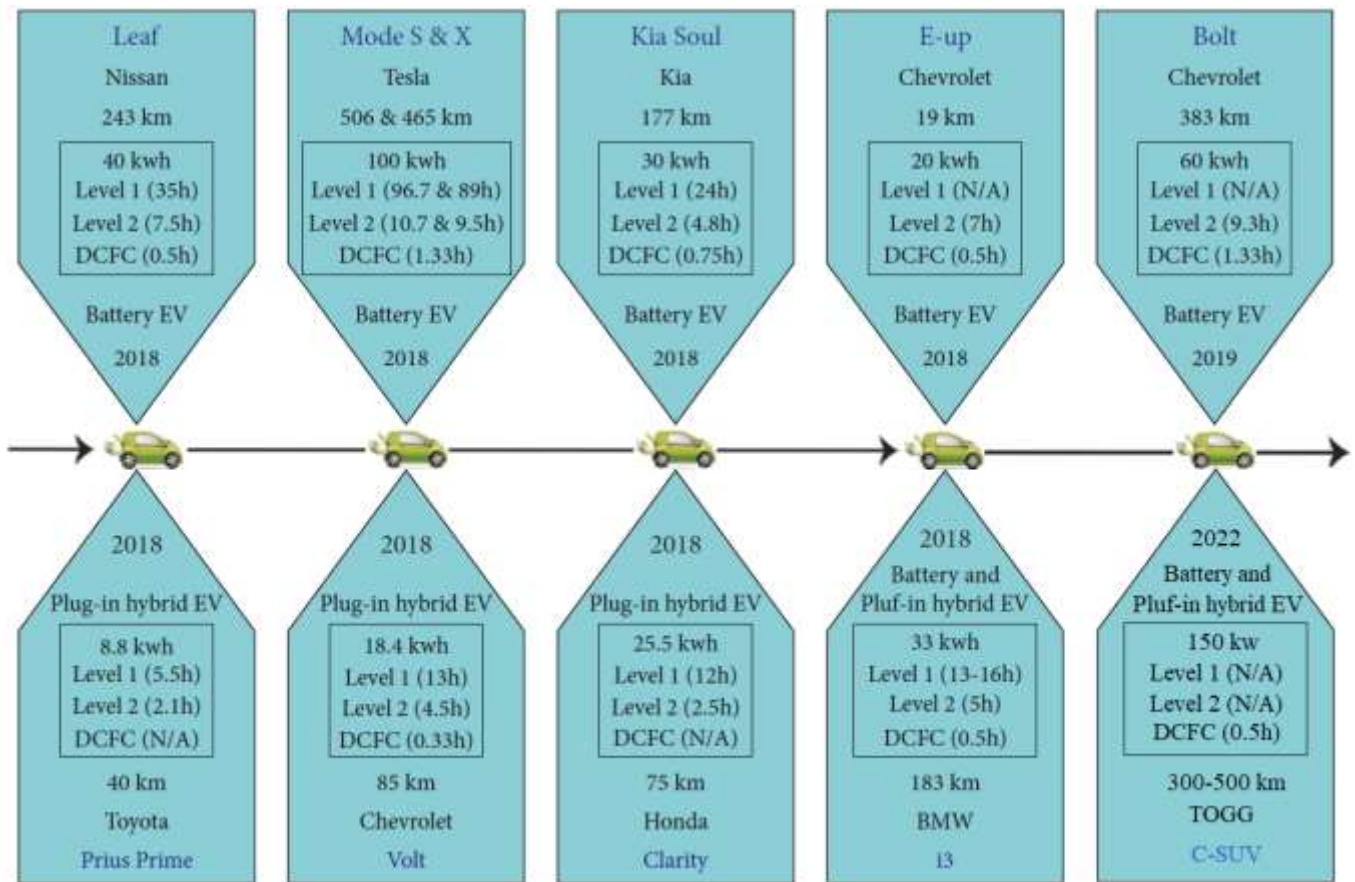 Leaf
Nissan
243 km
40 kwh
Level 1 (35h)
Level 2 (7.5h)
DCFC (0.5h)
Battery EV
2018
Mode S & X
Tesla
506 & 465 km
100 kwh
Level 1 (96.7 & 89h)
Level 2 (10.7 & 9.5h)
DCFC (1.33h)
Battery EV
2018
Kia Soul
Kia
177 km
30 kwh
Level 1 (24h)
Level 2 (4.8h)
DCFC (0.75h)
Battery EV
2018
E-up
Chevrolet
19 km
20 kwh
Level 1 (N/A)
Level 2 (7h)
DCFC (0.5h)
Battery EV
2018
Bolt
Chevrolet
383 km
60 kwh
Level 1 (N/A)
Level 2 (9.3h)
DCFC (1.33h)
Battery EV
2019
2018
Plug-in hybrid EV
8.8 kwh
Level 1 (5.5h)
Level 2 (2.1h)
DCFC (N/A)
40 km
Toyota
Prius Prime
2018
Plug-in hybrid EV
18.4 kwh
Level 1 (13h)
Level 2 (4.5h)
DCFC (0.33h)
85 km
Chevrolet
Volt
2018
Plug-in hybrid EV
25.5 kwh
Level 1 (12h)
Level 2 (2.5h)
DCFC (N/A)
75 km
Honda
Clarity
2018
Battery and
Pluf-in hybrid EV
33 kwh
Level 1 (13-16h)
Level 2 (5h)
DCFC (0.5h)
183 km
BMW
i3
2022
Battery and
Pluf-in hybrid EV
150 kw
Level 1 (N/A)
Level 2 (N/A)
DCFC (0.5h)
300-500 km
TOGG
C-SUV